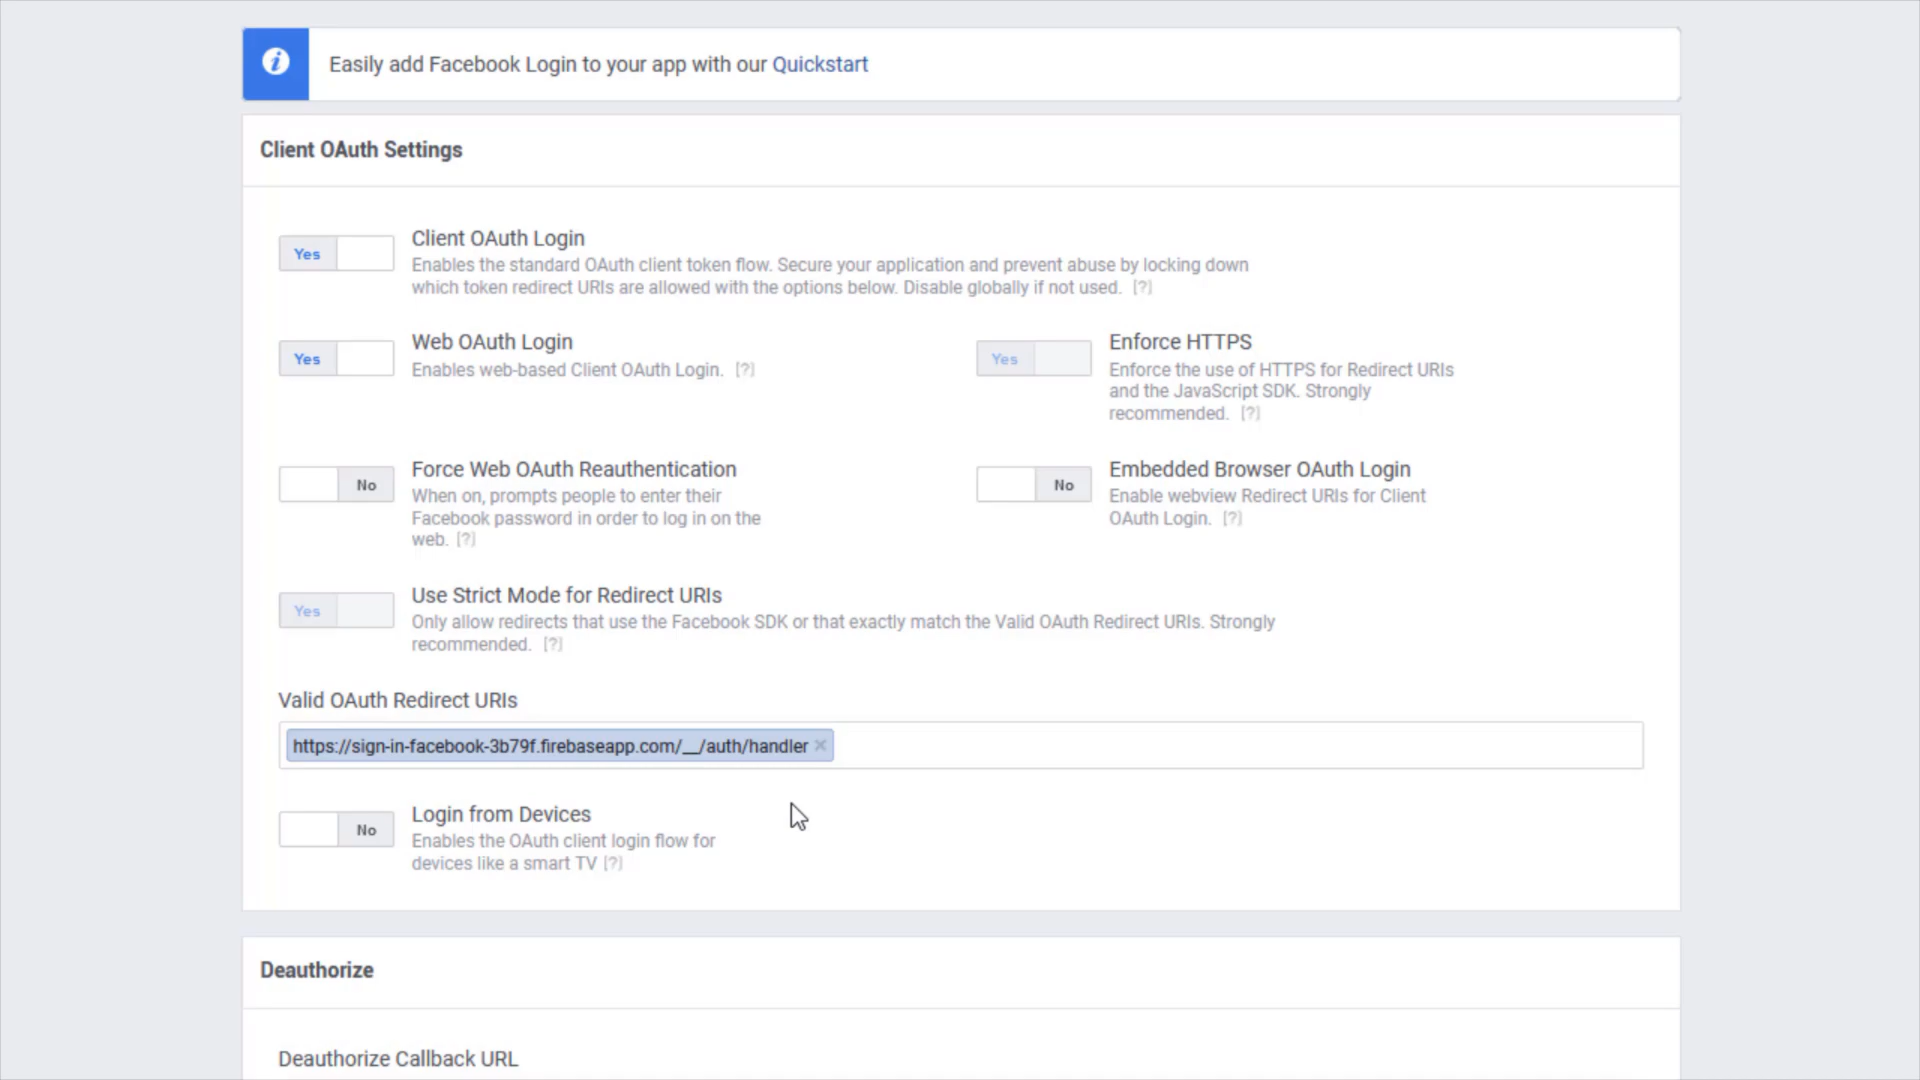 Easily add Facebook Login to your app with our Quickstart
Client OAuth Settings
Yes
Client OAuth Login
Enables the standard OAuth client token flow. Secure your application and prevent abuse by locking down
which token redirect URIs are allowed with the options below. Disable globally if not used. [?]
Yes
Web OAuth Login
Enables web-based Client OAuth Login. [?]
Yes
Enforce HTTPS
Enforce the use of HTTPS for Redirect URIs
and the JavaScript SDK. Strongly
recommended. [?]
No
Force Web OAuth Reauthentication
When on, prompts people to enter their
Facebook password in order to log in on the
web. [?]
No
Embedded Browser OAuth Login
Enable webview Redirect URIs for Client
OAuth Login. [?]
Yes
Use Strict Mode for Redirect URIs
Only allow redirects that use the Facebook SDK or that exactly match the Valid OAuth Redirect URIs. Strongly
recommended. [?]
Valid OAuth Redirect URIs
https://sign-in-facebook-3b79f.firebaseapp.com/__/auth/handler
No
Login from Devices
Enables the OAuth client login flow for
devices like a smart TV [?]
Deauthorize
Deauthorize Callback URL